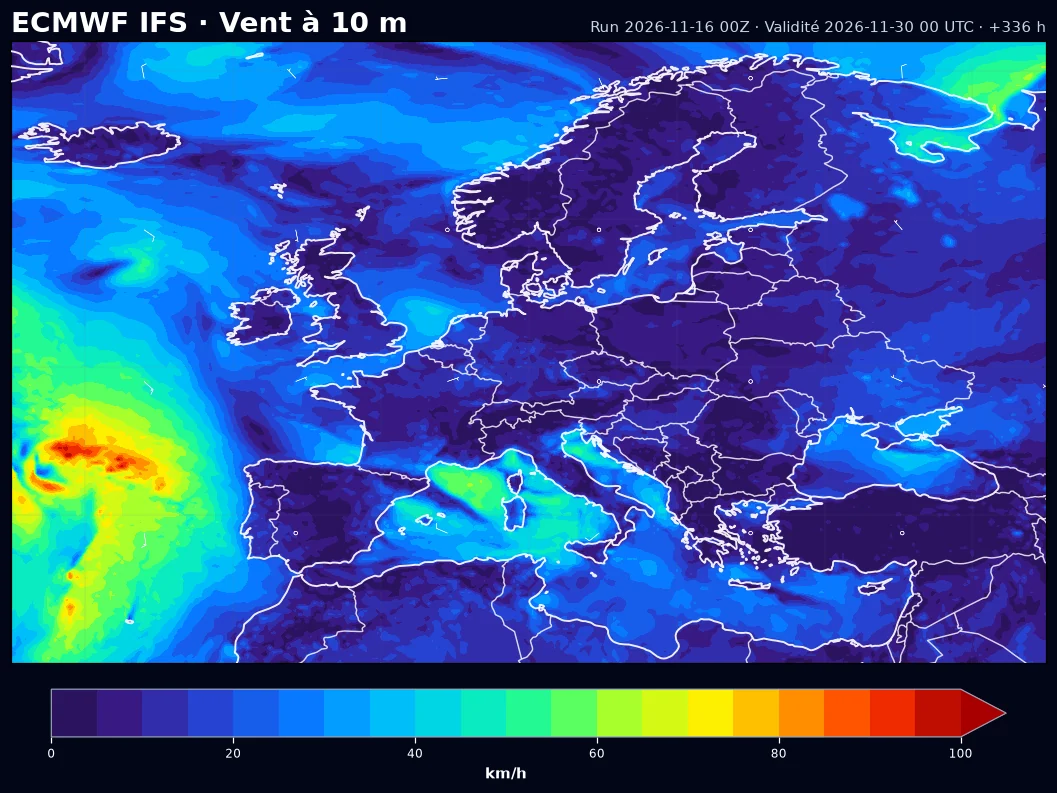 ECMWF IFS · Vent à 10 m
Run 2026-11-16 00Z · Validité 2026-11-30 00 UTC · +336 h
0 20 40 60 80 100
km/h